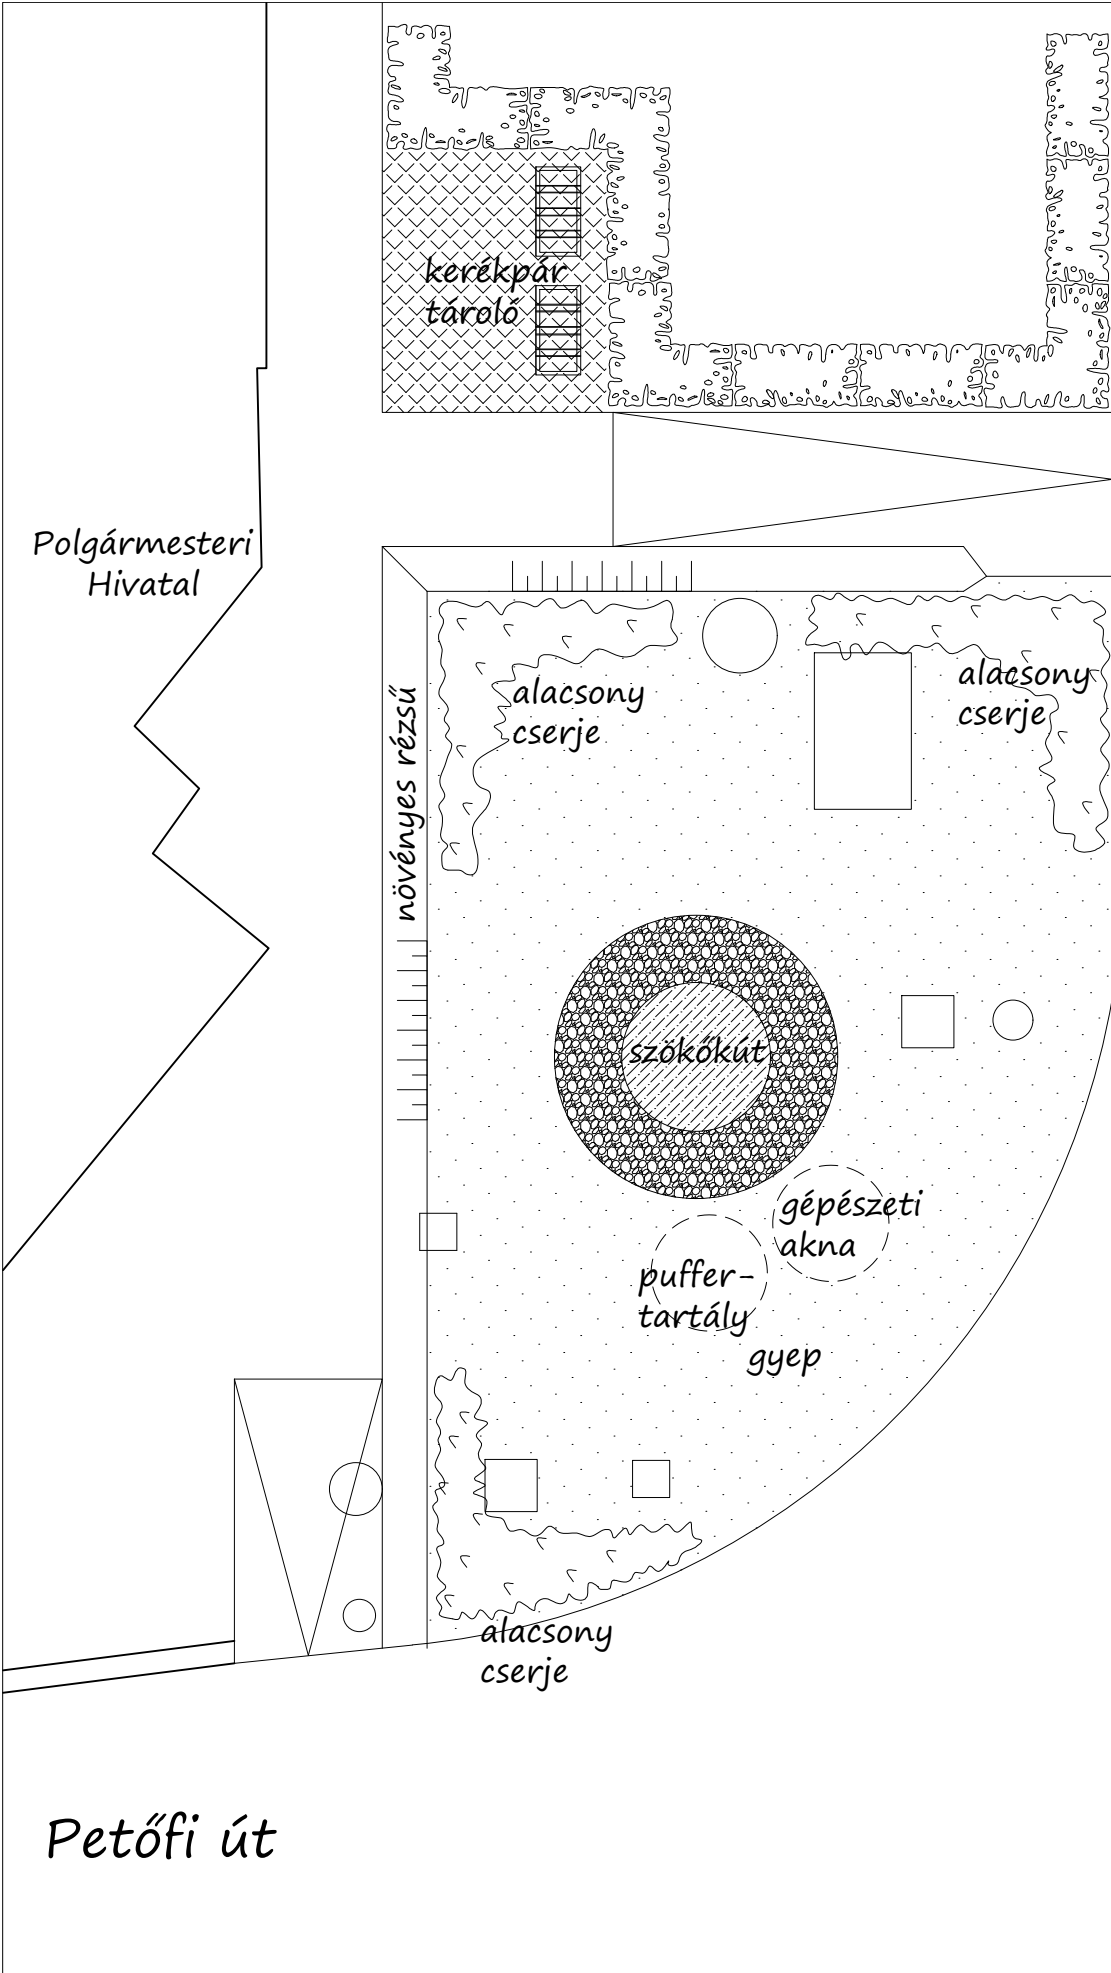 kerékpár
tároló
Polgármesteri
Hivatal
alacsony
cserje
alacsony
cserje
növényes rézsű
szökőkút
gépészeti
akna
puffer-
tartály
gyep
alacsony
cserje
Petőfi út